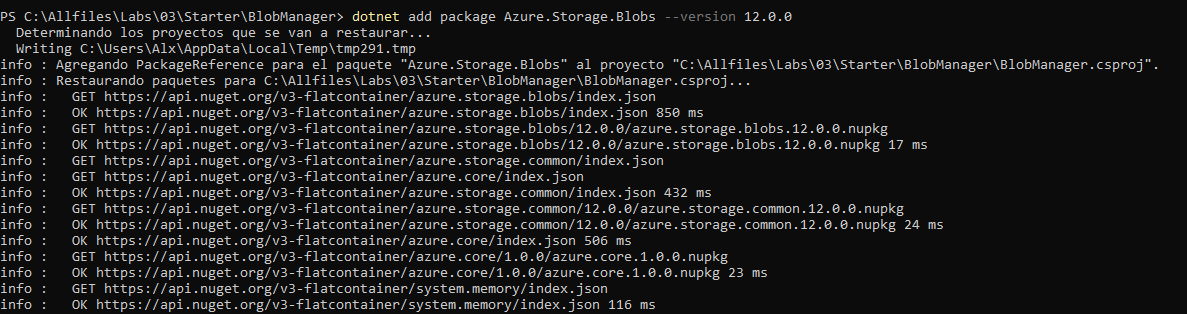 PS C:\Allfiles\Labs\03\Starter\BlobManager> dotnet add package Azure.Storage.Blobs --version 12.0.0
Determinando los proyectos que se van a restaurar...
Writing C:\Users\Alx\AppData\Local\Temp\tmp291.tmp
info : Agregando PackageReference para el paquete "Azure.Storage.Blobs" al proyecto "C:\Allfiles\Labs\03\Starter\BlobManager\BlobManager.csproj".
info : Restaurando paquetes para C:\Allfiles\Labs\03\Starter\BlobManager\BlobManager.csproj...
info :   GET https://api.nuget.org/v3-flatcontainer/azure.storage.blobs/index.json
info :   OK https://api.nuget.org/v3-flatcontainer/azure.storage.blobs/index.json 850 ms
info :   GET https://api.nuget.org/v3-flatcontainer/azure.storage.blobs/12.0.0/azure.storage.blobs.12.0.0.nupkg
info :   OK https://api.nuget.org/v3-flatcontainer/azure.storage.blobs/12.0.0/azure.storage.blobs.12.0.0.nupkg 17 ms
info :   GET https://api.nuget.org/v3-flatcontainer/azure.storage.common/index.json
info :   GET https://api.nuget.org/v3-flatcontainer/azure.core/index.json
info :   OK https://api.nuget.org/v3-flatcontainer/azure.storage.common/index.json 432 ms
info :   GET https://api.nuget.org/v3-flatcontainer/azure.storage.common/12.0.0/azure.storage.common.12.0.0.nupkg
info :   OK https://api.nuget.org/v3-flatcontainer/azure.storage.common/12.0.0/azure.storage.common.12.0.0.nupkg 24 ms
info :   OK https://api.nuget.org/v3-flatcontainer/azure.core/index.json 506 ms
info :   GET https://api.nuget.org/v3-flatcontainer/azure.core/1.0.0/azure.core.1.0.0.nupkg
info :   OK https://api.nuget.org/v3-flatcontainer/azure.core/1.0.0/azure.core.1.0.0.nupkg 23 ms
info :   GET https://api.nuget.org/v3-flatcontainer/system.memory/index.json
info :   OK https://api.nuget.org/v3-flatcontainer/system.memory/index.json 116 ms